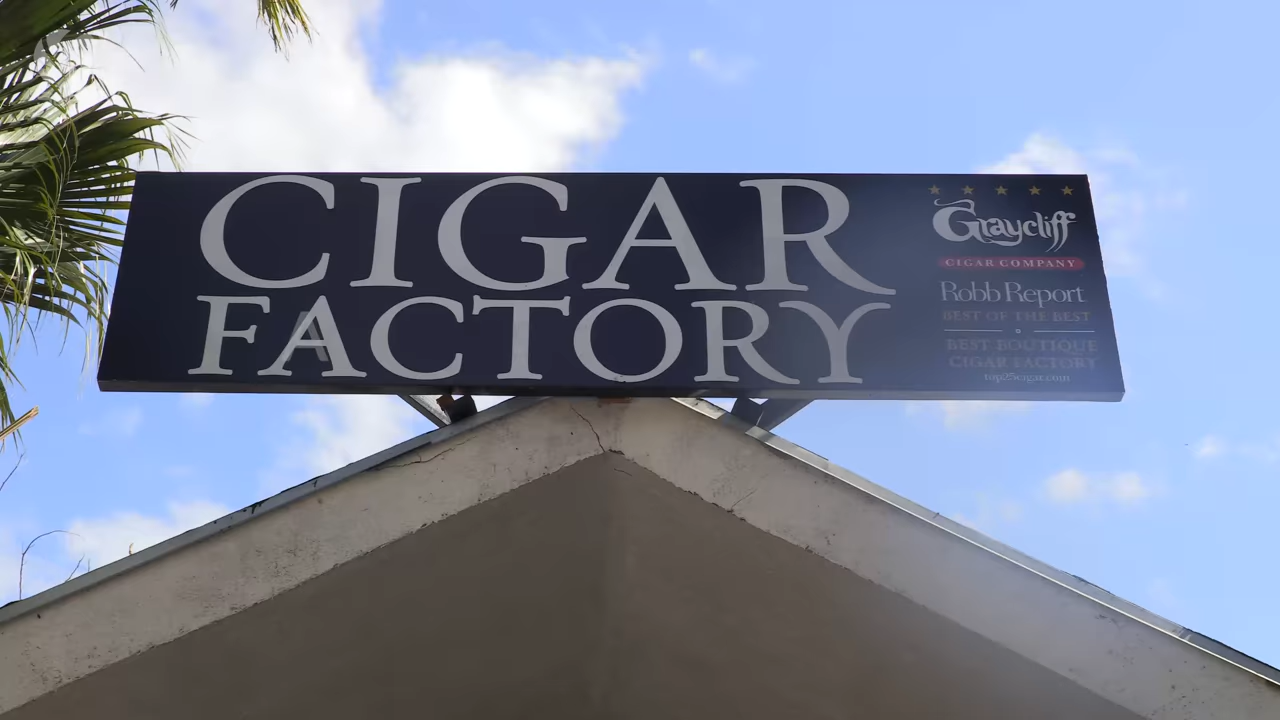 CIGAR
FACTORY
Graycliff
CIGAR COMPANY
Robb Report
BEST OF THE BEST
BEST BOUTIQUE
CIGAR FACTORY
top25cigar.com